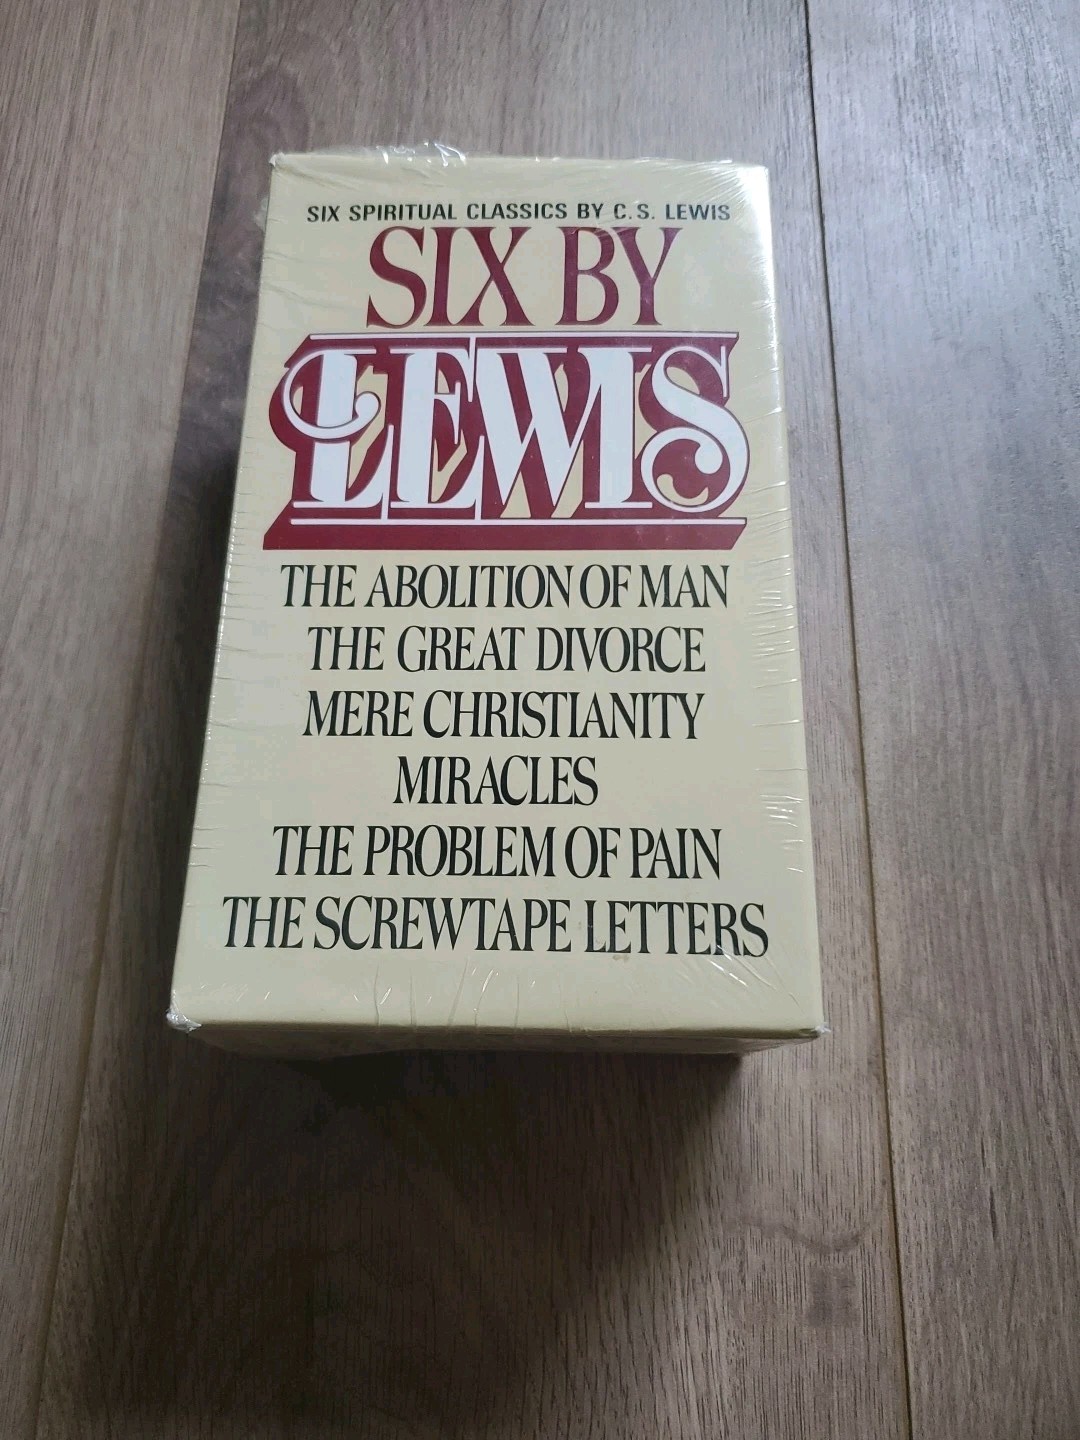 SIX SPIRITUAL CLASSICS BY C.S. LEWIS
SIX BY
LEWIS
THE ABOLITION OF MAN
THE GREAT DIVORCE
MERE CHRISTIANITY
MIRACLES
THE PROBLEM OF PAIN
THE SCREWTAPE LETTERS